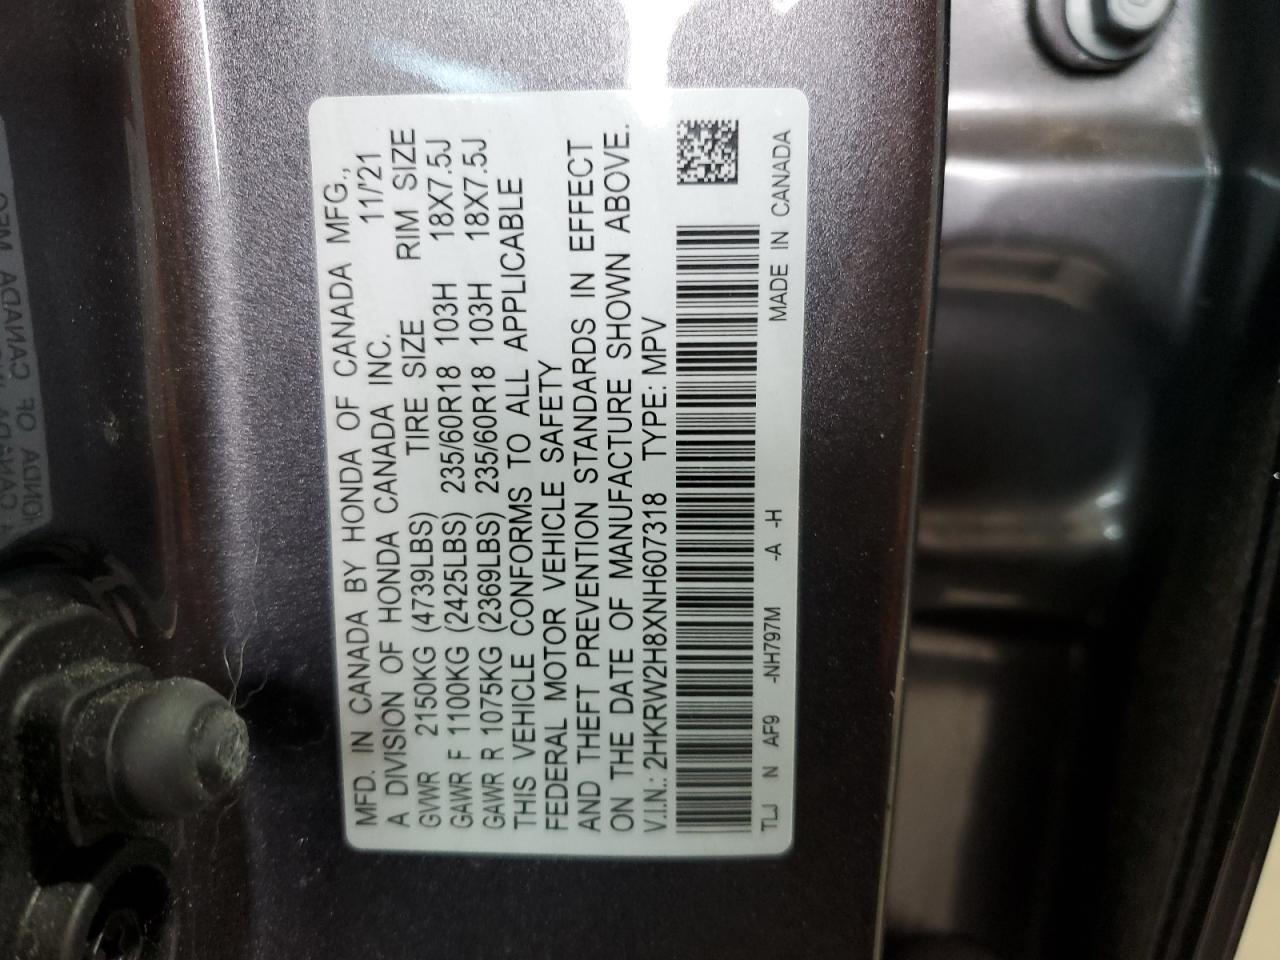 MFD. IN CANADA BY HONDA OF CANADA MFG.,
A DIVISION OF HONDA CANADA INC. 11/'21
GVWR 2150KG (4739LBS) TIRE SIZE RIM SIZE
GAWR F 1100KG (2425LBS) 235/60R18 103H 18X7.5J
GAWR R 1075KG (2369LBS) 235/60R18 103H 18X7.5J
THIS VEHICLE CONFORMS TO ALL APPLICABLE
FEDERAL MOTOR VEHICLE SAFETY
AND THEFT PREVENTION STANDARDS IN EFFECT
ON THE DATE OF MANUFACTURE SHOWN ABOVE.
V.I.N.: 2HKRW2H8XNH607318 TYPE: MPV
TLJ N AF9 -NH797M -A -H MADE IN CANADA